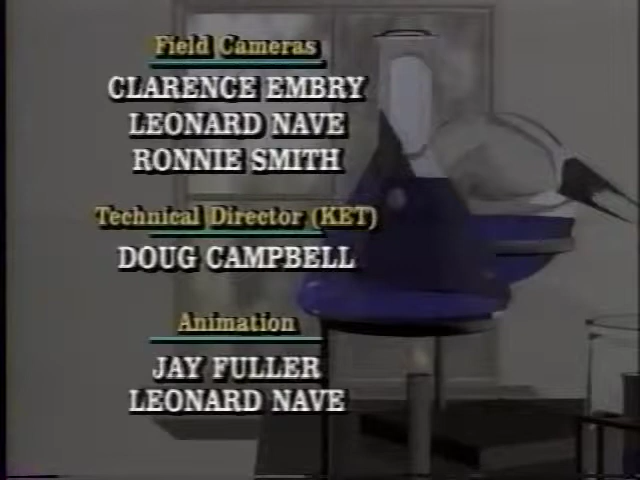 Field Cameras
CLARENCE EMBRY
LEONARD NAVE
RONNIE SMITH
Technical Director (KET)
DOUG CAMPBELL
Animation
JAY FULLER
LEONARD NAVE